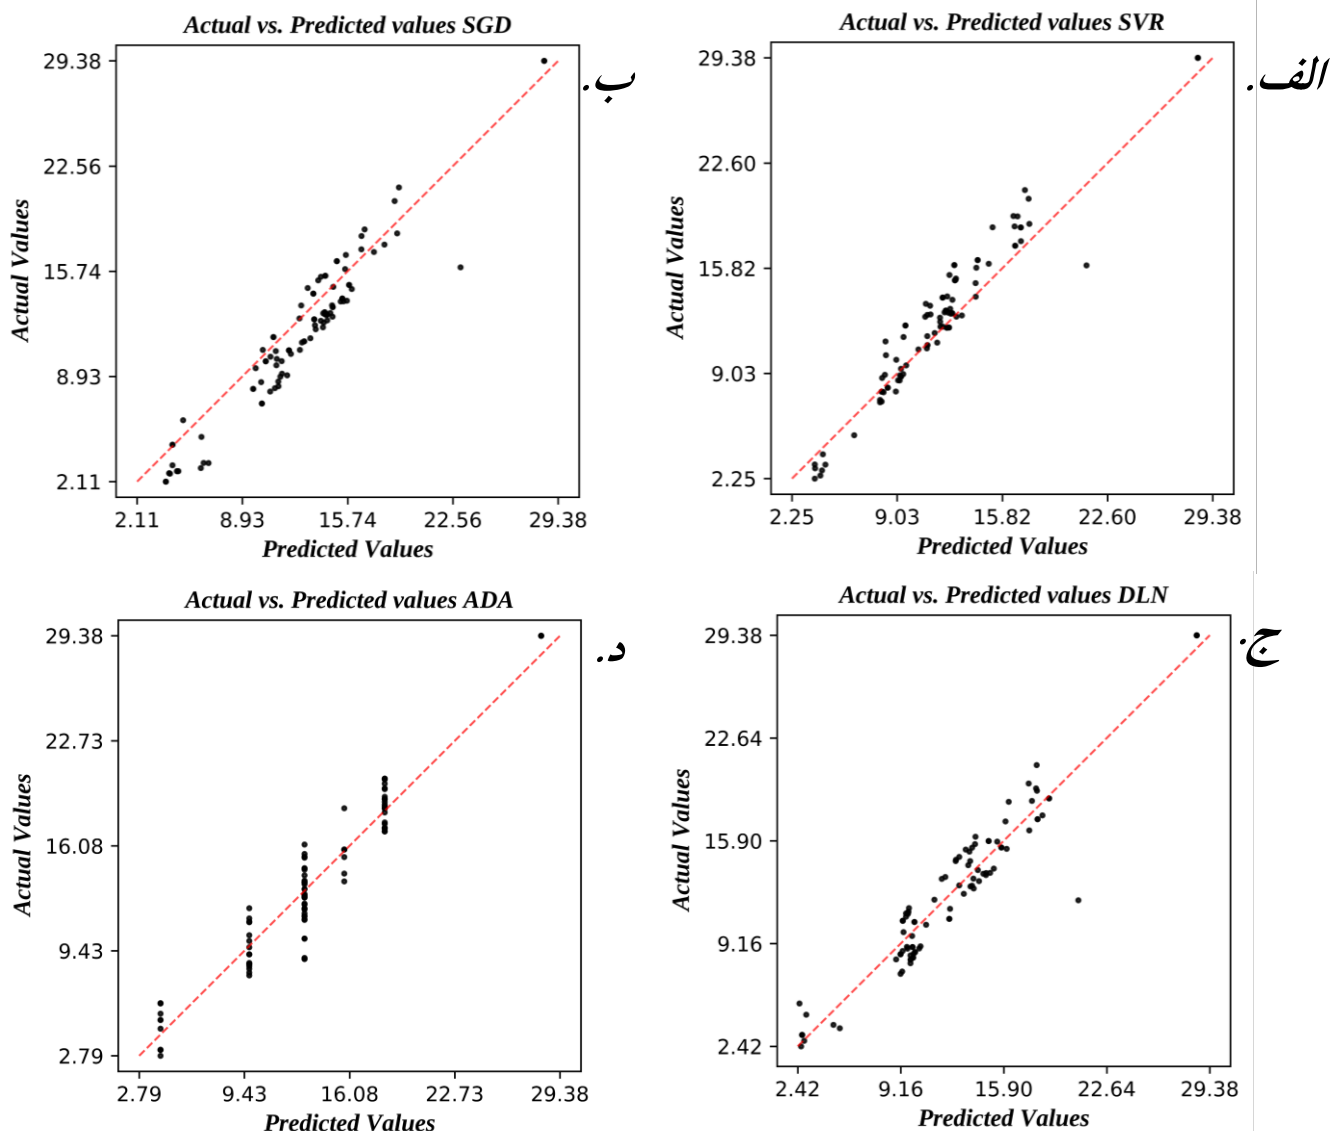 Actual vs. Predicted values SVR
الف.
29.38
22.60
15.82
9.03
2.25
Actual Values
2.25 9.03 15.82 22.60 29.38
Predicted Values
Actual vs. Predicted values SGD
ب.
29.38
22.56
15.74
8.93
2.11
Actual Values
2.11 8.93 15.74 22.56 29.38
Predicted Values
Actual vs. Predicted values DLN
ج.
29.38
22.64
15.90
9.16
2.42
Actual Values
2.42 9.16 15.90 22.64 29.38
Predicted Values
Actual vs. Predicted values ADA
د.
29.38
22.73
16.08
9.43
2.79
Actual Values
2.79 9.43 16.08 22.73 29.38
Predicted Values